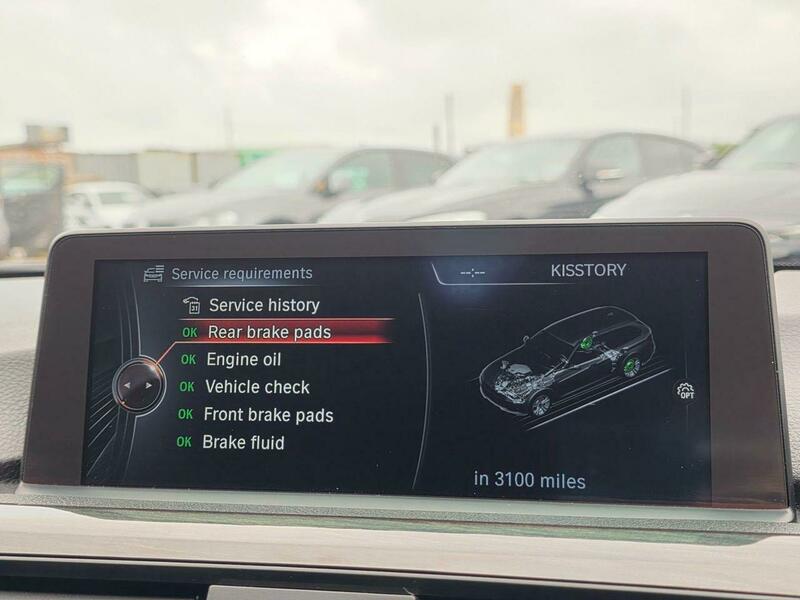 Service requirements
--:--
KISSTORY
31 Service history
OK Rear brake pads
OK Engine oil
OK Vehicle check
OK Front brake pads
OK Brake fluid
OPT
in 3100 miles